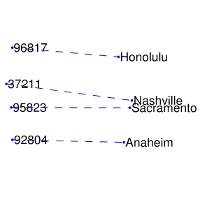 96817 Honolulu
37211 Nashville
95823 Sacramento
92804 Anaheim